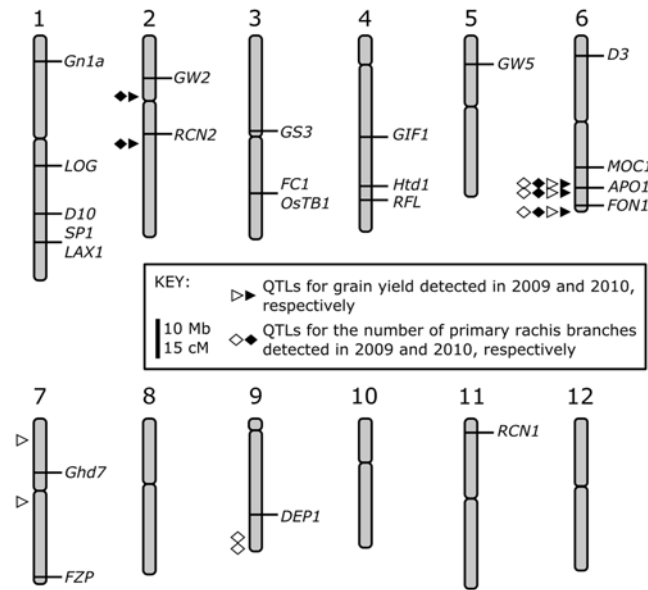 1 2 3 4 5 6
Gn1a
LOG
D10
SP1
LAX1
GW2
RCN2
GS3
FC1
OsTB1
GIF1
Htd1
RFL
GW5
D3
MOC1
APO1
FON1
KEY:
10 Mb
15 cM
QTLs for grain yield detected in 2009 and 2010,
respectively
QTLs for the number of primary rachis branches
detected in 2009 and 2010, respectively
7 8 9 10 11 12
Ghd7
FZP
DEP1
RCN1